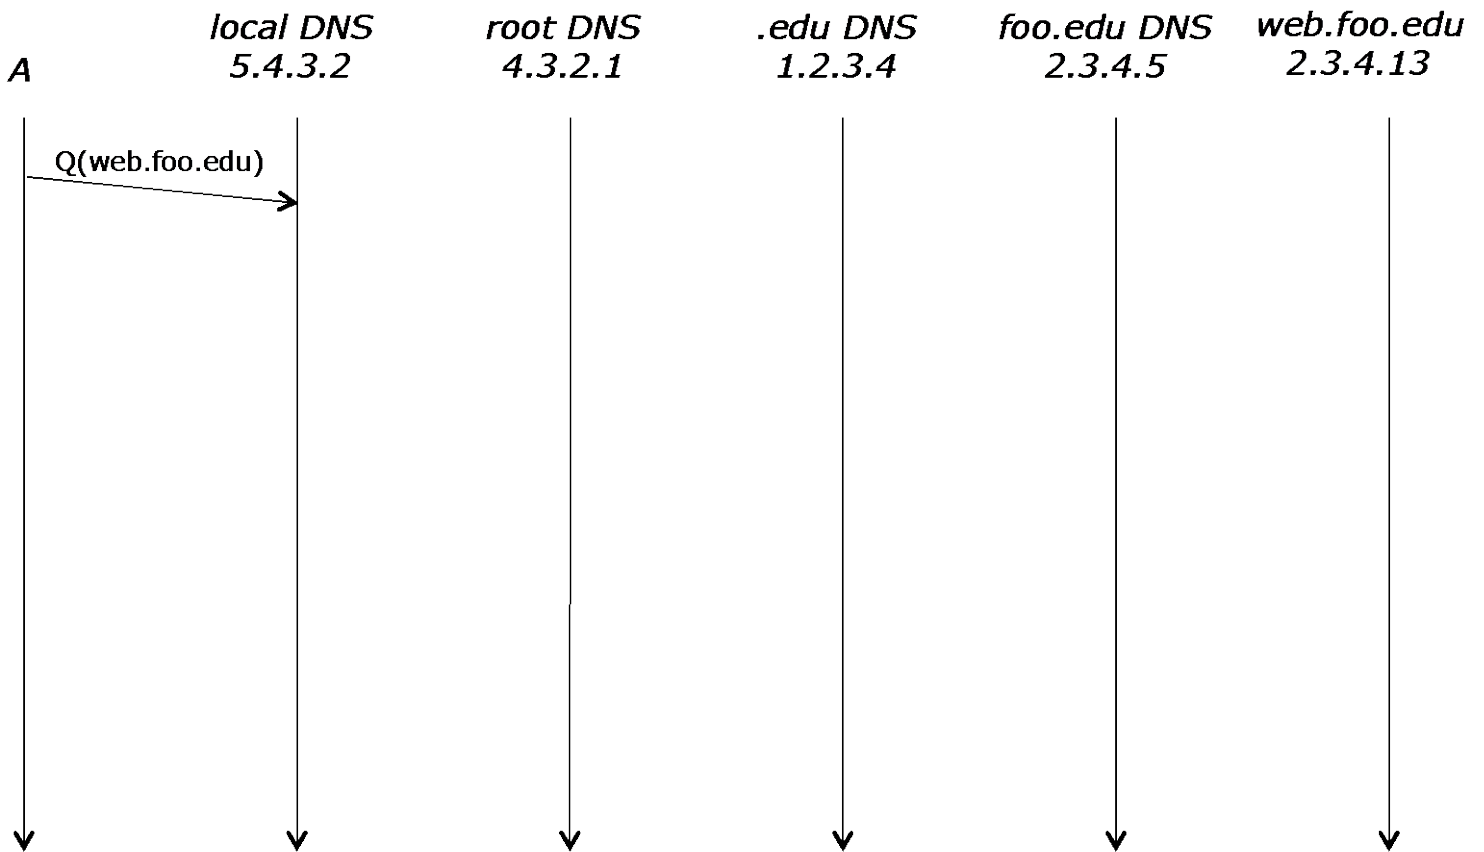 A
local DNS
5.4.3.2
root DNS
4.3.2.1
.edu DNS
1.2.3.4
foo.edu DNS
2.3.4.5
web.foo.edu
2.3.4.13
Q(web.foo.edu)